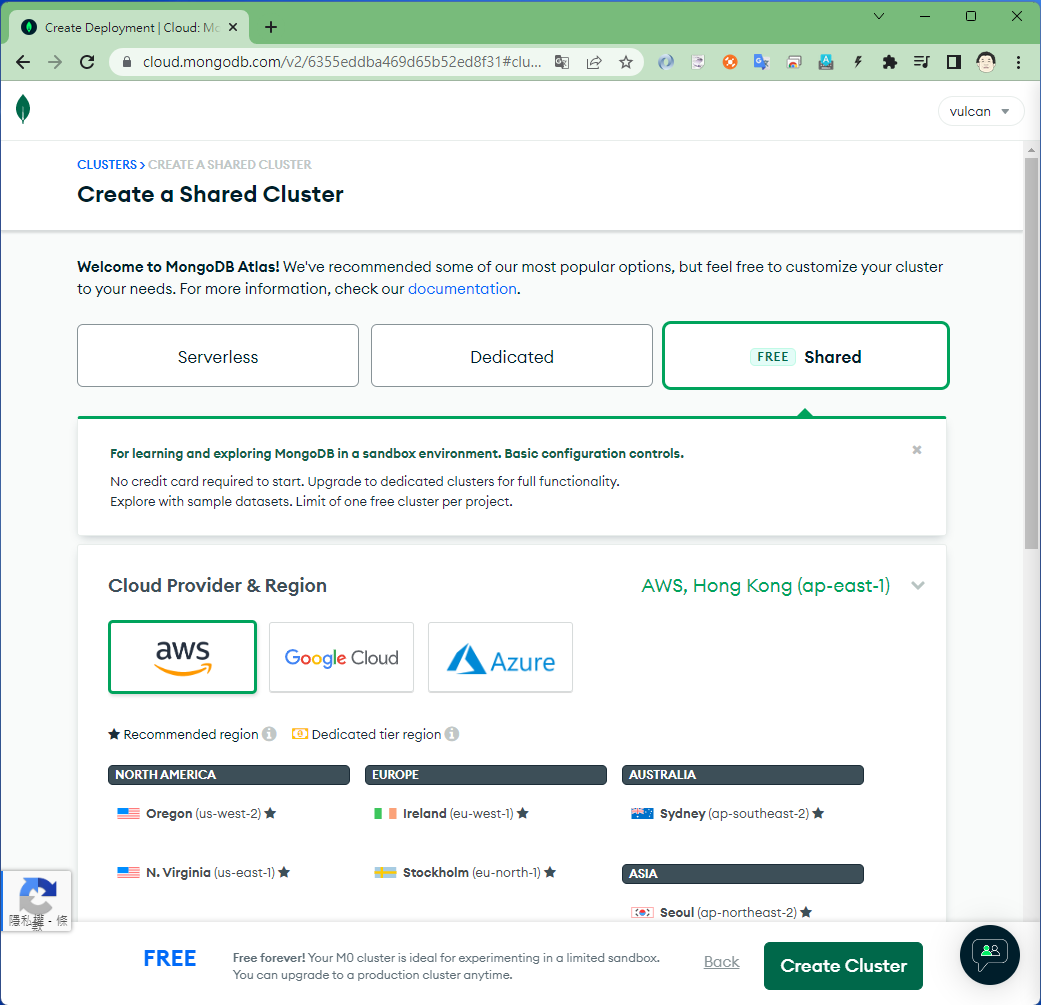 Create Deployment | Cloud: Mc
cloud.mongodb.com/v2/6355eddba469d65b52ed8f31#clu...
vulcan
CLUSTERS > CREATE A SHARED CLUSTER
Create a Shared Cluster
Welcome to MongoDB Atlas! We've recommended some of our most popular options, but feel free to customize your cluster
to your needs. For more information, check our documentation.
Serverless
Dedicated
FREE Shared
For learning and exploring MongoDB in a sandbox environment. Basic configuration controls.
No credit card required to start. Upgrade to dedicated clusters for full functionality.
Explore with sample datasets. Limit of one free cluster per project.
Cloud Provider & Region
AWS, Hong Kong (ap-east-1)
aws
Google Cloud
Azure
★ Recommended region
Dedicated tier region
NORTH AMERICA
EUROPE
AUSTRALIA
Oregon (us-west-2) ★
Ireland (eu-west-1) ★
Sydney (ap-southeast-2) ★
N. Virginia (us-east-1) ★
Stockholm (eu-north-1) ★
ASIA
Seoul (ap-northeast-2) ★
隱私權 - 條
款
FREE
Free forever! Your M0 cluster is ideal for experimenting in a limited sandbox.
You can upgrade to a production cluster anytime.
Back
Create Cluster